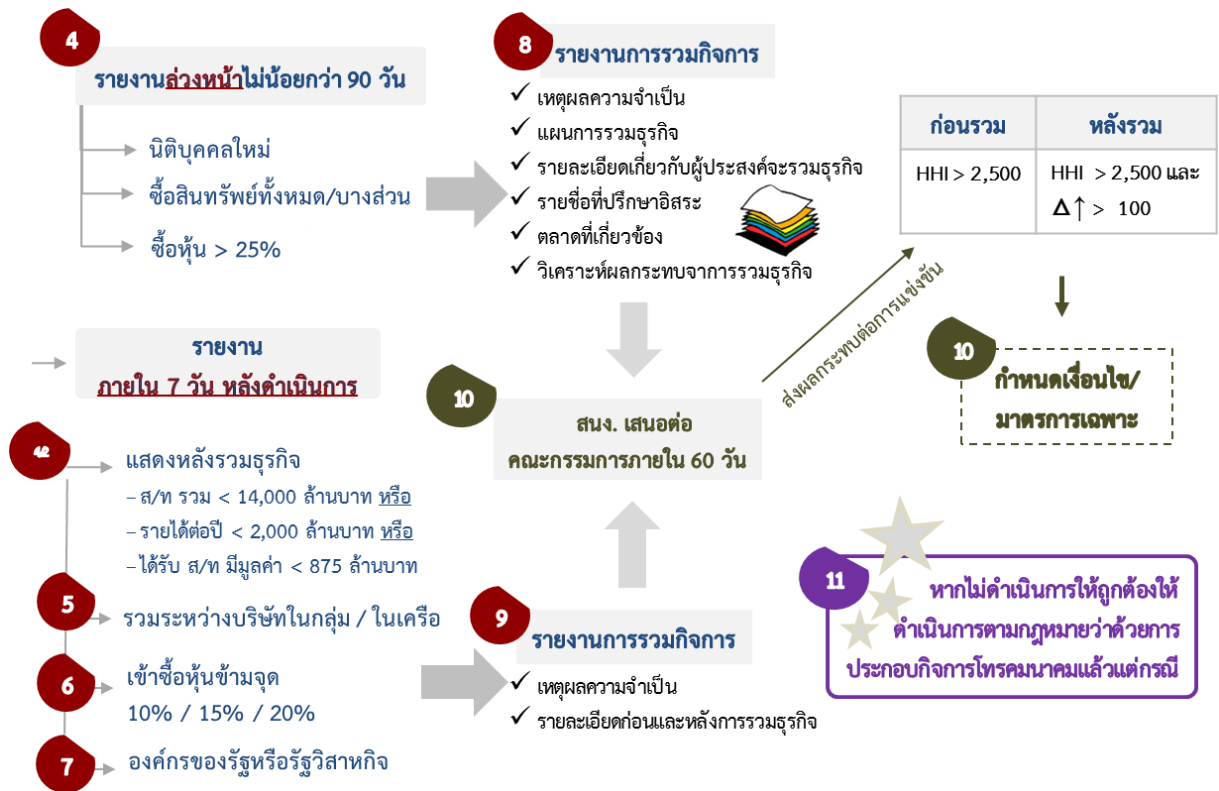 4
รายงานล่วงหน้าไม่น้อยกว่า 90 วัน
นิติบุคคลใหม่
ซื้อสินทรัพย์ทั้งหมด/บางส่วน
ซื้อหุ้น > 25%
8
รายงานการรวมกิจการ
✓ เหตุผลความจำเป็น
✓ แผนการรวมธุรกิจ
✓ รายละเอียดเกี่ยวกับผู้ประสงค์จะรวมธุรกิจ
✓ รายชื่อที่ปรึกษาอิสระ
✓ ตลาดที่เกี่ยวข้อง
✓ วิเคราะห์ผลกระทบจาการรวมธุรกิจ
ก่อนรวม หลังรวม
HHI > 2,500 HHI > 2,500 และ
Δ↑ > 100
ส่งผลกระทบต่อการแข่งขัน
10
กำหนดเงื่อนไข/
มาตรการเฉพาะ
รายงาน
ภายใน 7 วัน หลังดำเนินการ
10
สนง. เสนอต่อ
คณะกรรมการภายใน 60 วัน
4.2
แสดงหลังรวมธุรกิจ
– ส/ท รวม < 14,000 ล้านบาท หรือ
– รายได้ต่อปี < 2,000 ล้านบาท หรือ
– ได้รับ ส/ท มีมูลค่า < 875 ล้านบาท
5
รวมระหว่างบริษัทในกลุ่ม / ในเครือ
6
เข้าซื้อหุ้นข้ามจุด
10% / 15% / 20%
7
องค์กรของรัฐหรือรัฐวิสาหกิจ
9
รายงานการรวมกิจการ
✓ เหตุผลความจำเป็น
✓ รายละเอียดก่อนและหลังการรวมธุรกิจ
11
หากไม่ดำเนินการให้ถูกต้องให้
ดำเนินการตามกฎหมายว่าด้วยการ
ประกอบกิจการโทรคมนาคมแล้วแต่กรณี